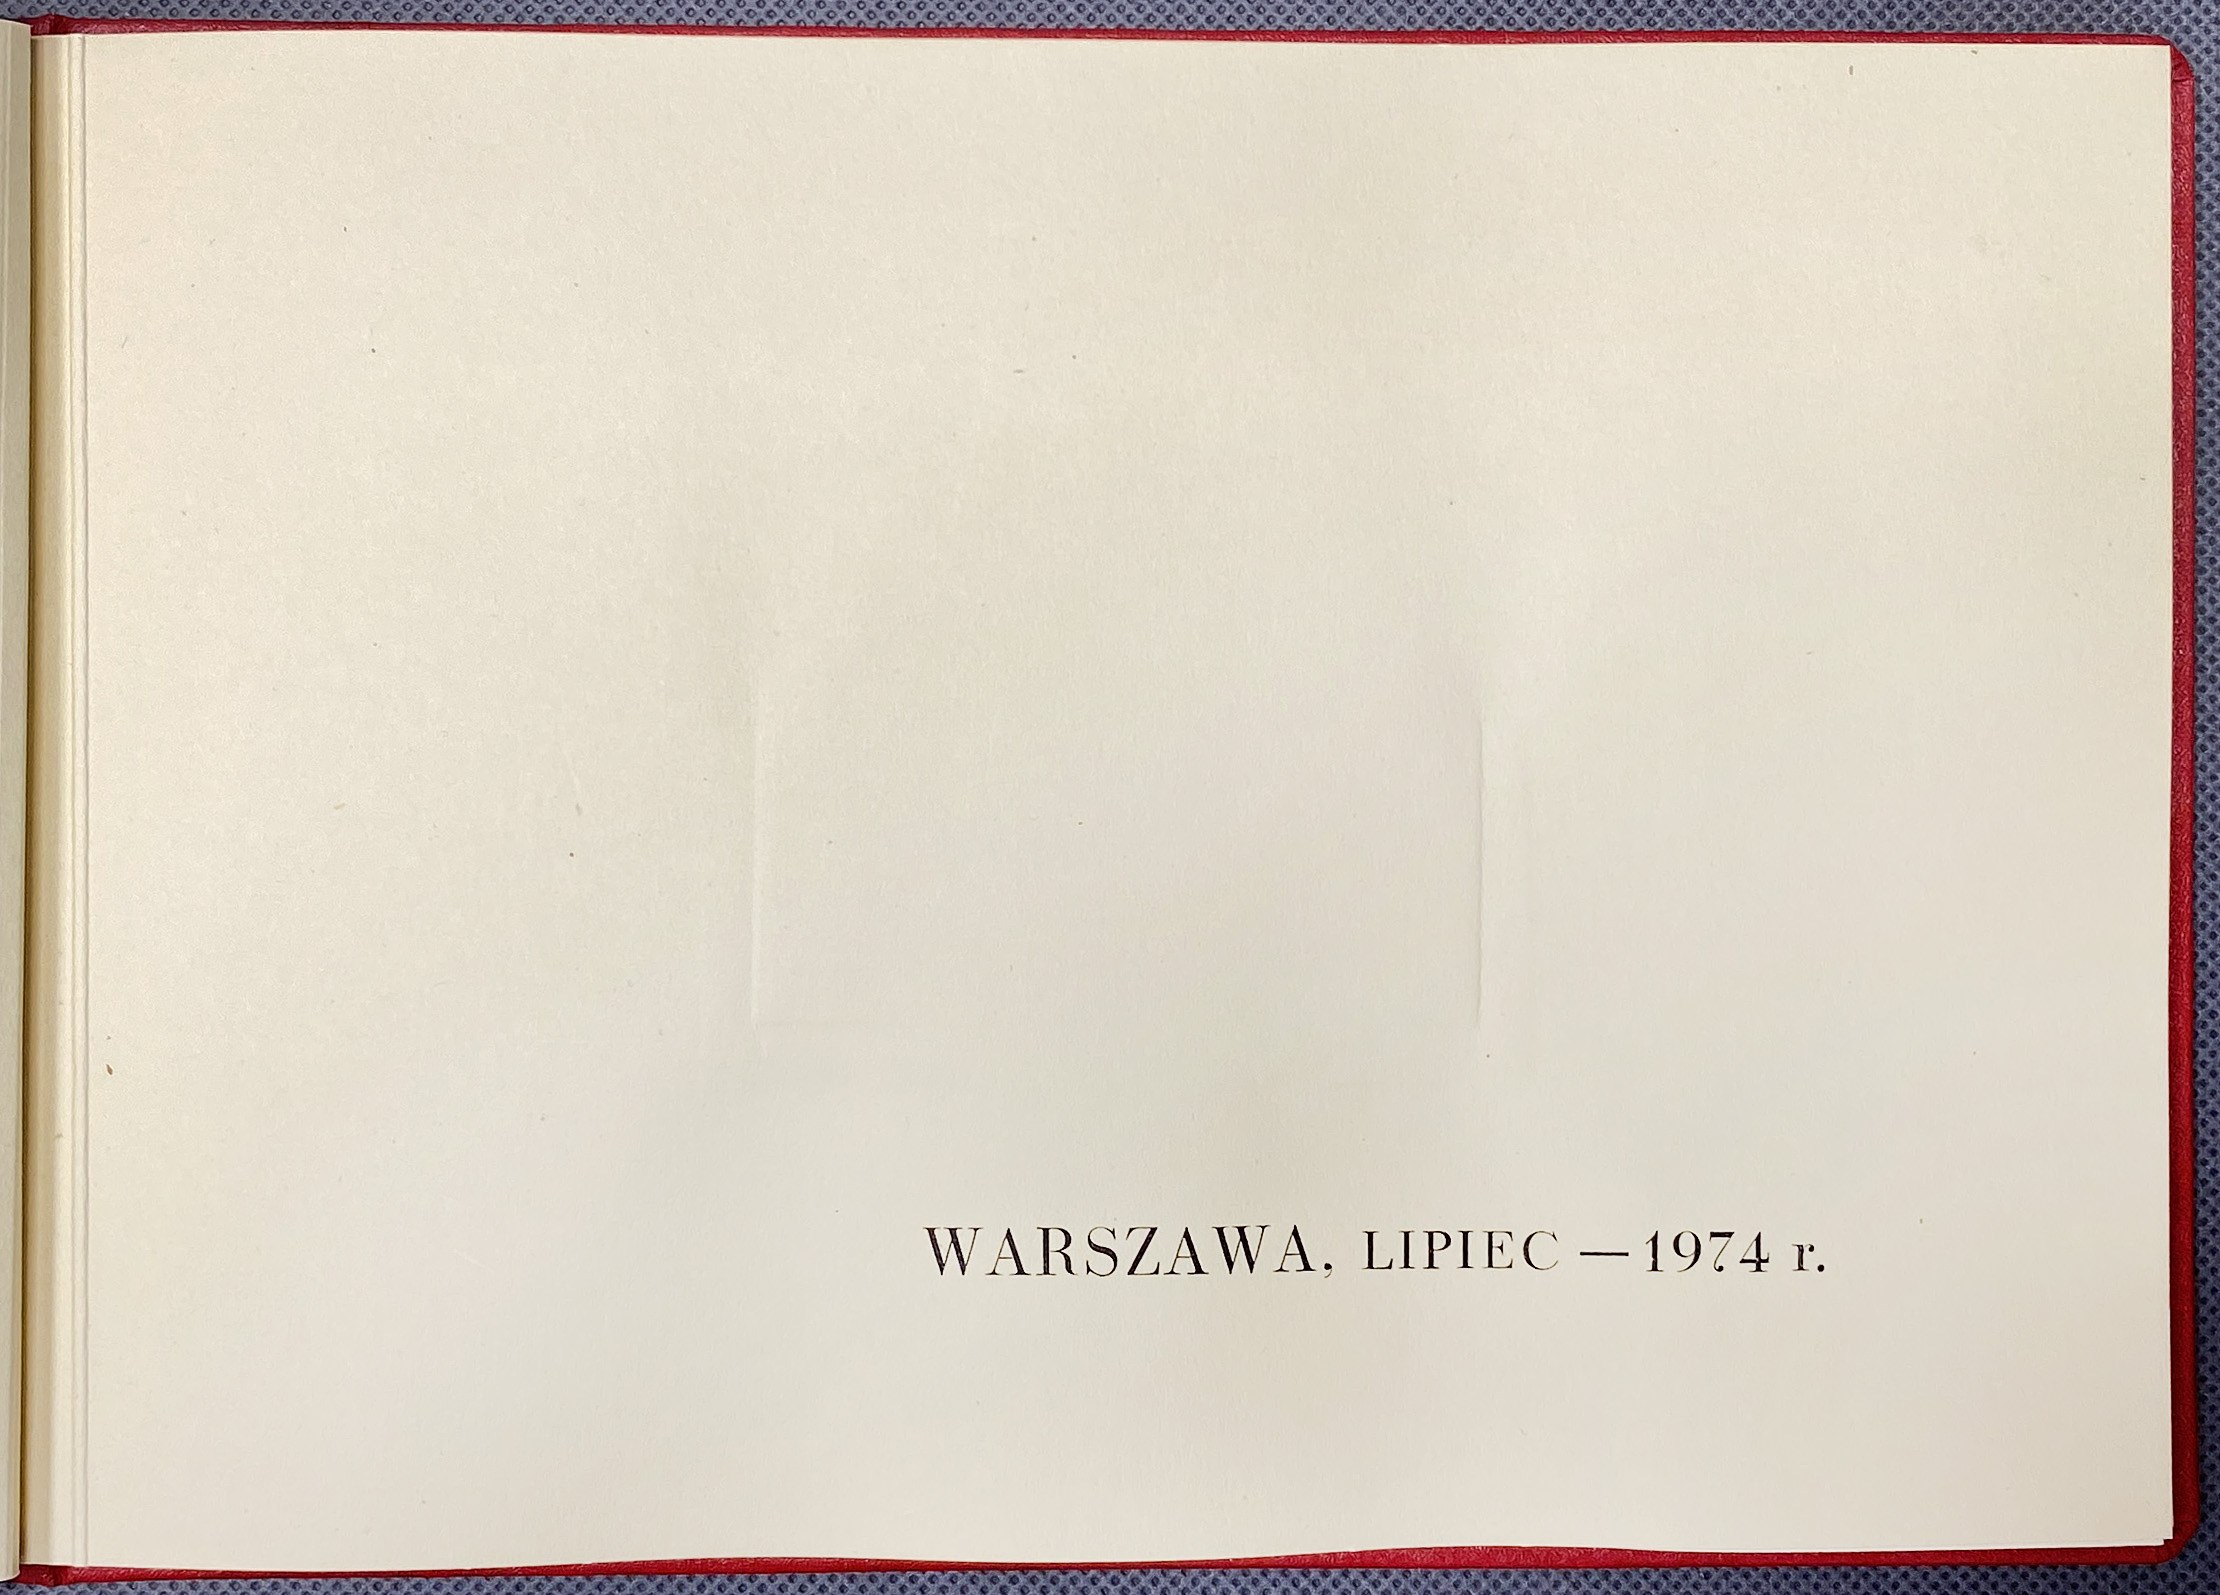 WARSZAWA, LIPIEC — 1974 r.